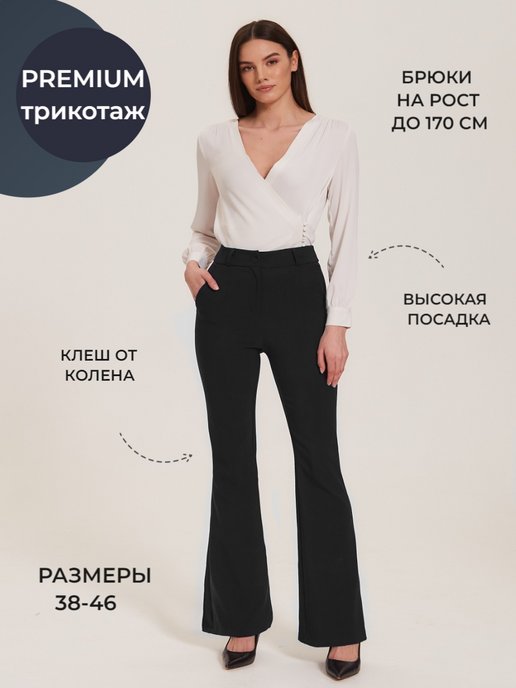 PREMIUM
трикотаж
БРЮКИ
НА РОСТ
ДО 170 СМ
ВЫСОКАЯ
ПОСАДКА
КЛЕШ ОТ
КОЛЕНА
РАЗМЕРЫ
38-46